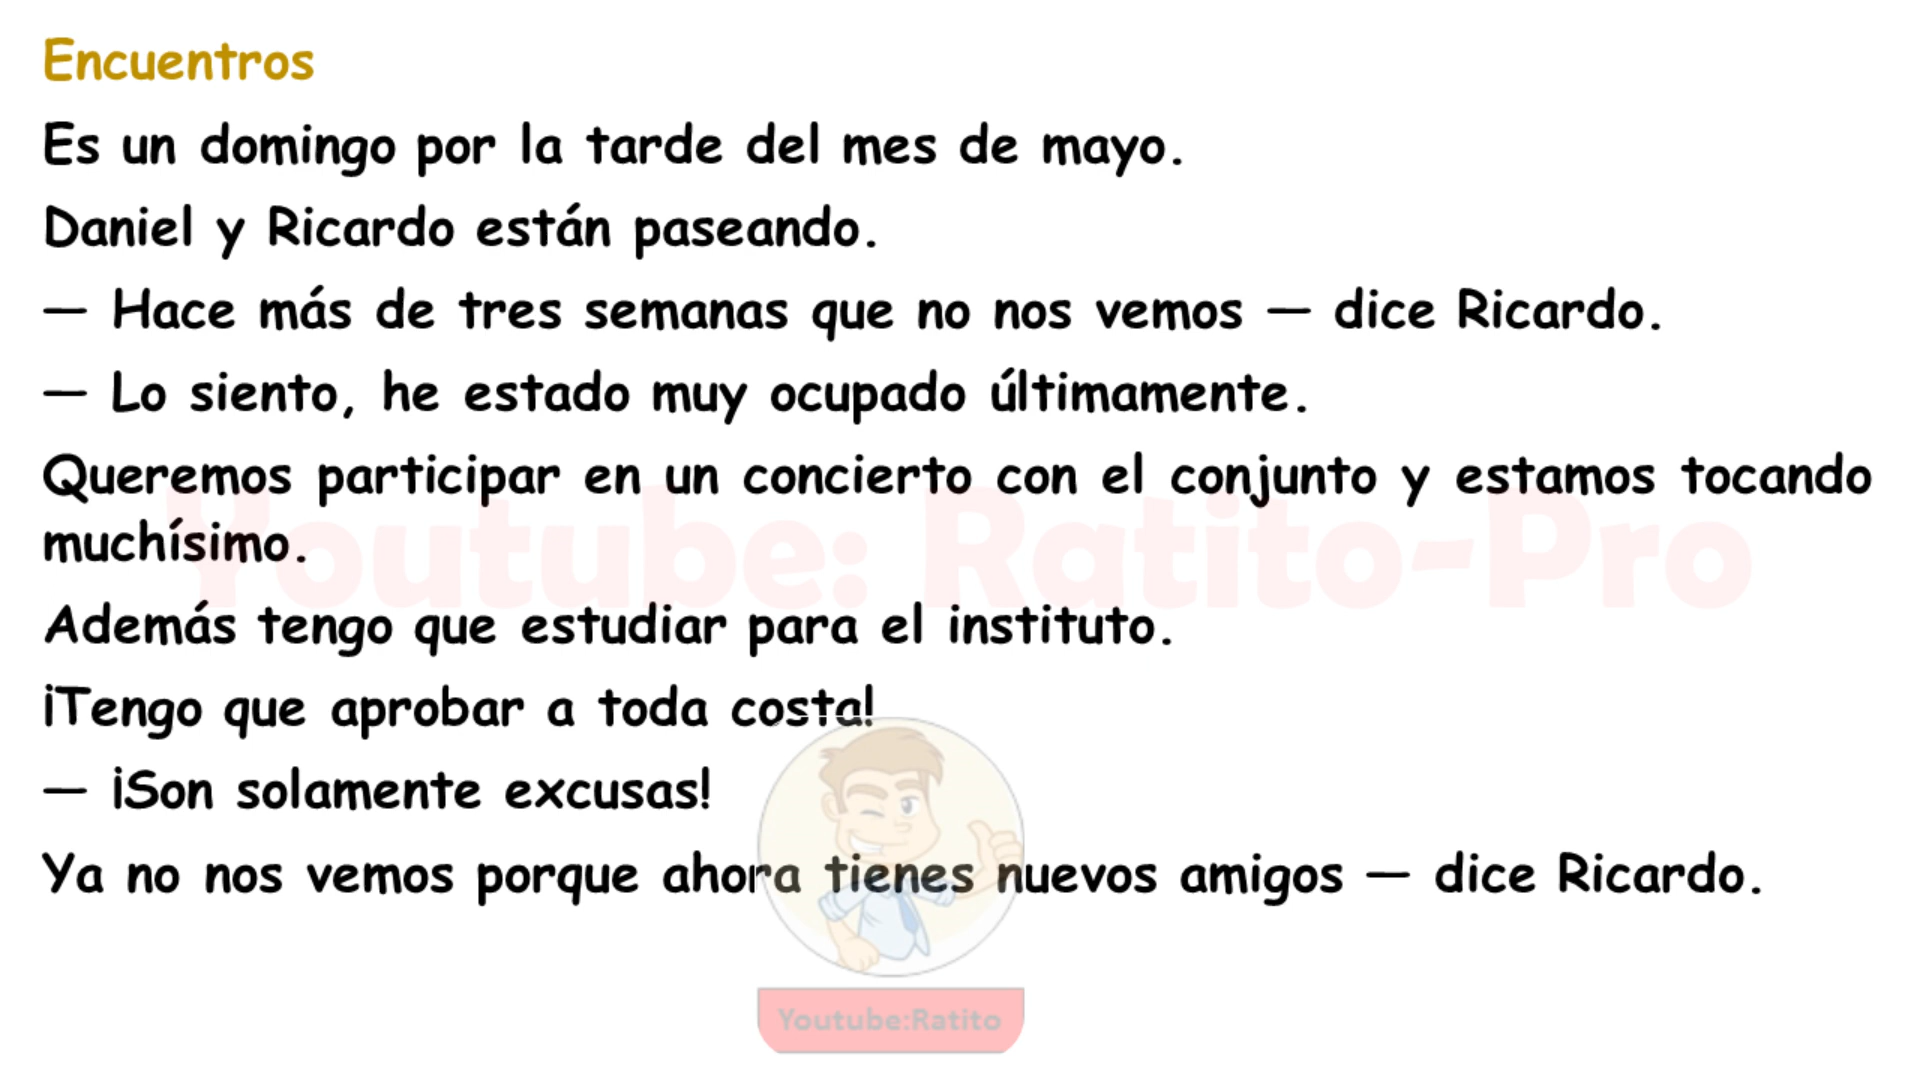 Encuentros
Es un domingo por la tarde del mes de mayo.
Daniel y Ricardo están paseando.
— Hace más de tres semanas que no nos vemos — dice Ricardo.
— Lo siento, he estado muy ocupado últimamente.
Queremos participar en un concierto con el conjunto y estamos tocando
muchísimo.
Youtube: Ratito-Pro
Además tengo que estudiar para el instituto.
¡Tengo que aprobar a toda costa!
— ¡Son solamente excusas!
Ya no nos vemos porque ahora tienes nuevos amigos — dice Ricardo.
Youtube:Ratito